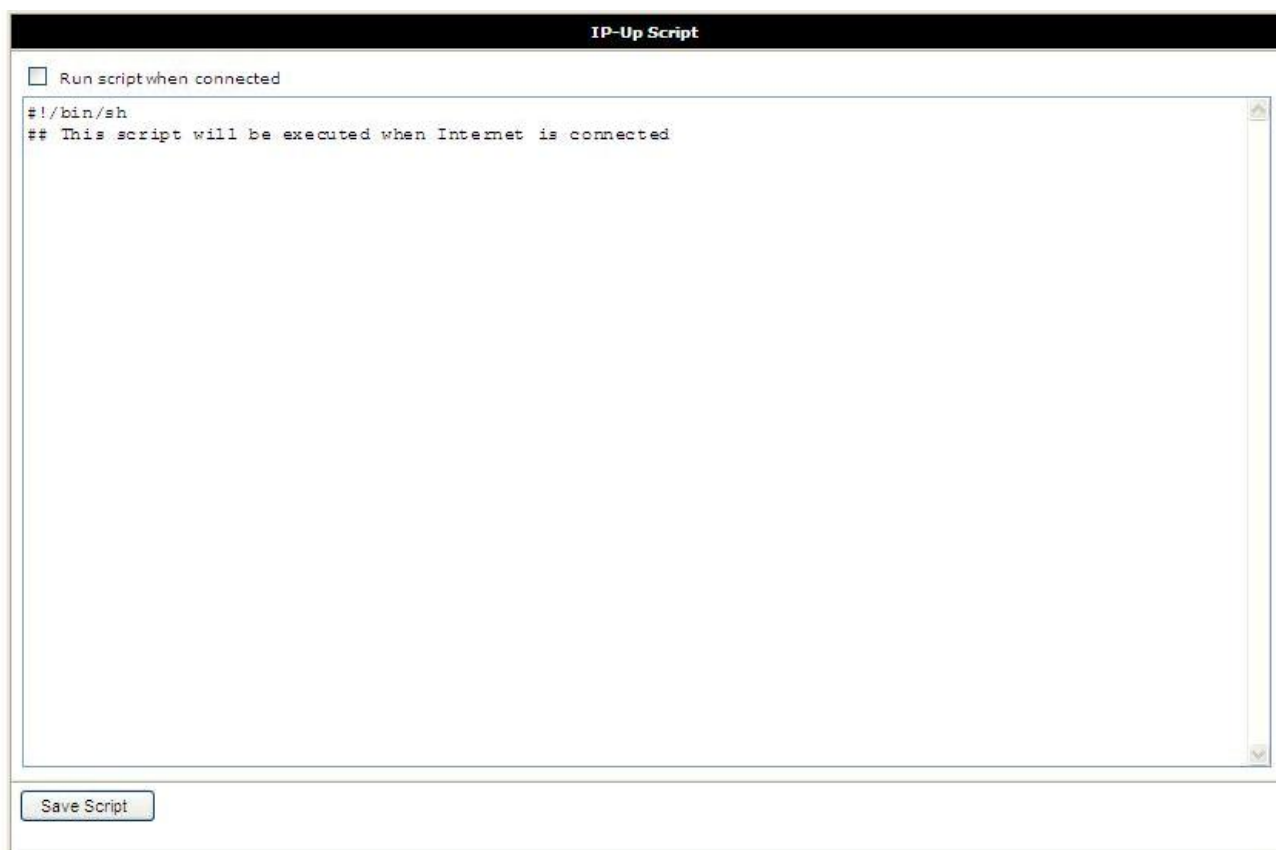 IP-Up Script
Run script when connected
#!/bin/sh
## This script will be executed when Internet is connected
Save Script